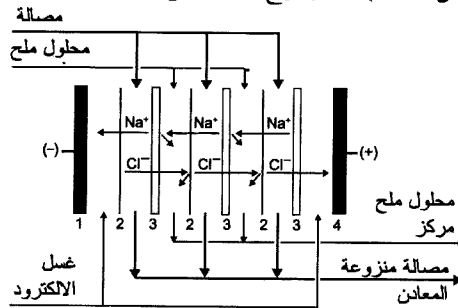 مصالة
محلول ملح
Na⁺ Na⁺ Na⁺
(-) (+)
Cl⁻ Cl⁻ Cl⁻
1 2 3 2 3 2 3 4
محلول ملح
مركز
مصالة منزوعة
المعادن
غسل
الالكترود